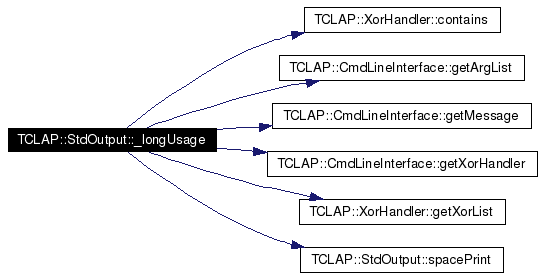 TCLAP::XorHandler::contains
TCLAP::CmdLineInterface::getArgList
TCLAP::CmdLineInterface::getMessage
TCLAP::StdOutput::_longUsage
TCLAP::CmdLineInterface::getXorHandler
TCLAP::XorHandler::getXorList
TCLAP::StdOutput::spacePrint